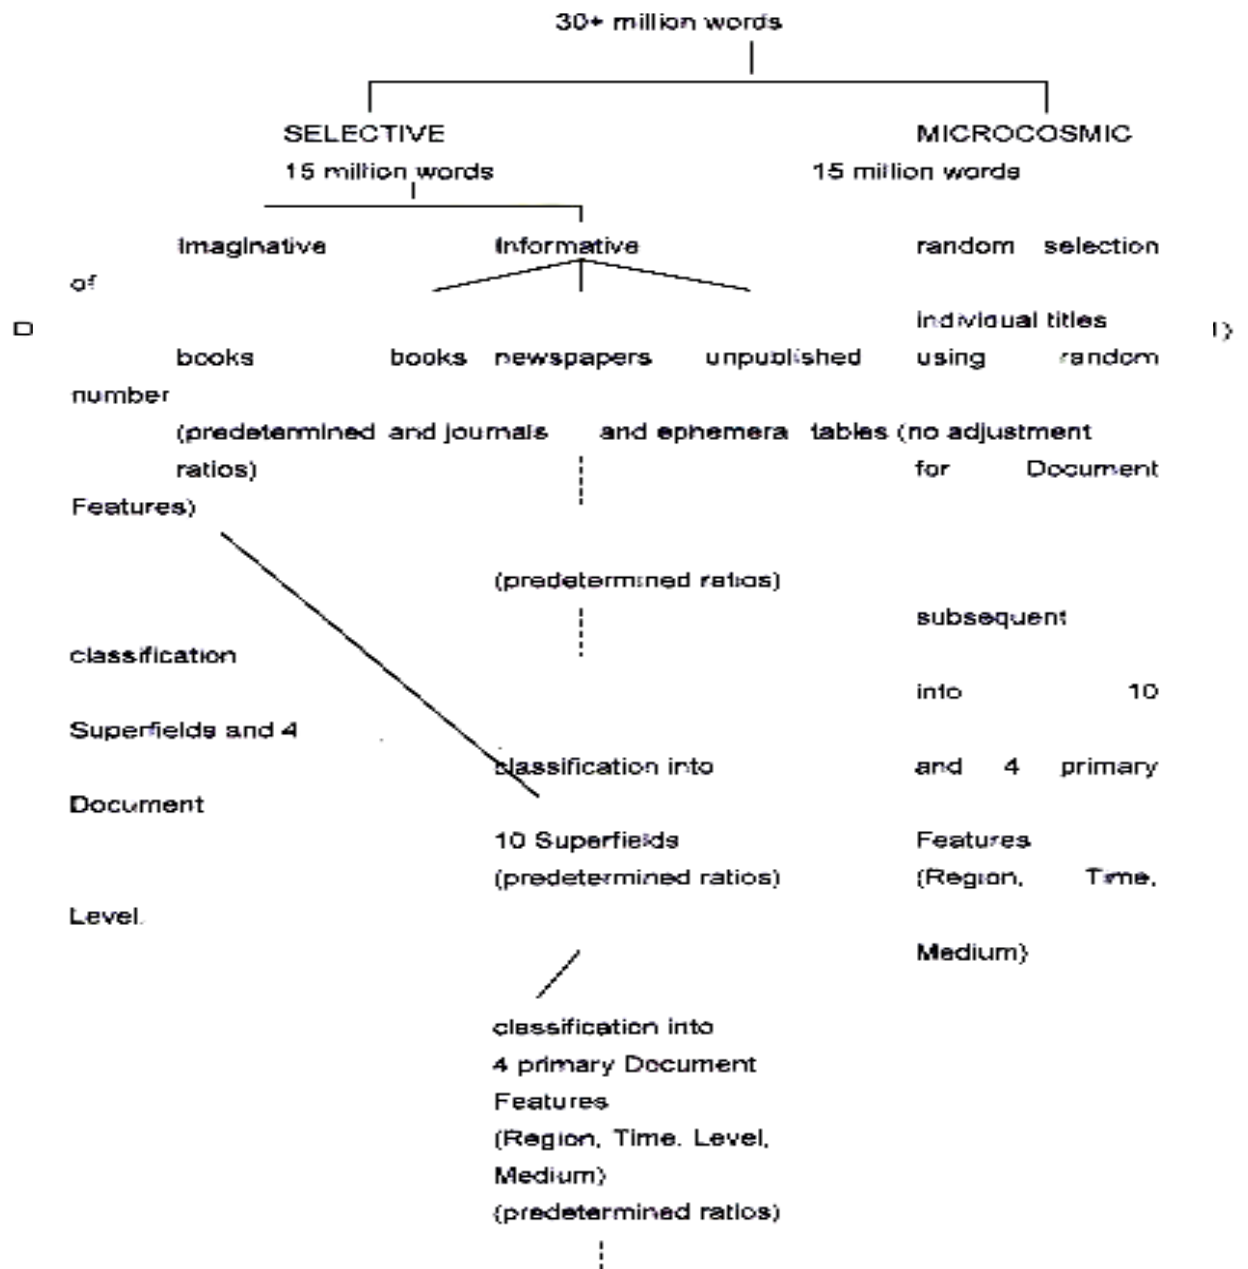 30+ million words
SELECTIVE MICROCOSMIC
15 million words 15 million words
Imaginative Informative random selection
of
individual titles
books books newspapers unpublished using random
number
(predetermined and journals and ephemera tables (no adjustment
ratios) for Document
Features)
(predetermined ratios)
subsequent
classification
into 10
Superfields and 4
classification into and 4 primary
Document
10 Superfields Features
(predetermined ratios) (Region, Time,
Level.
Medium)
classification into
4 primary Document
Features
(Region, Time. Level,
Medium)
(predetermined ratios)